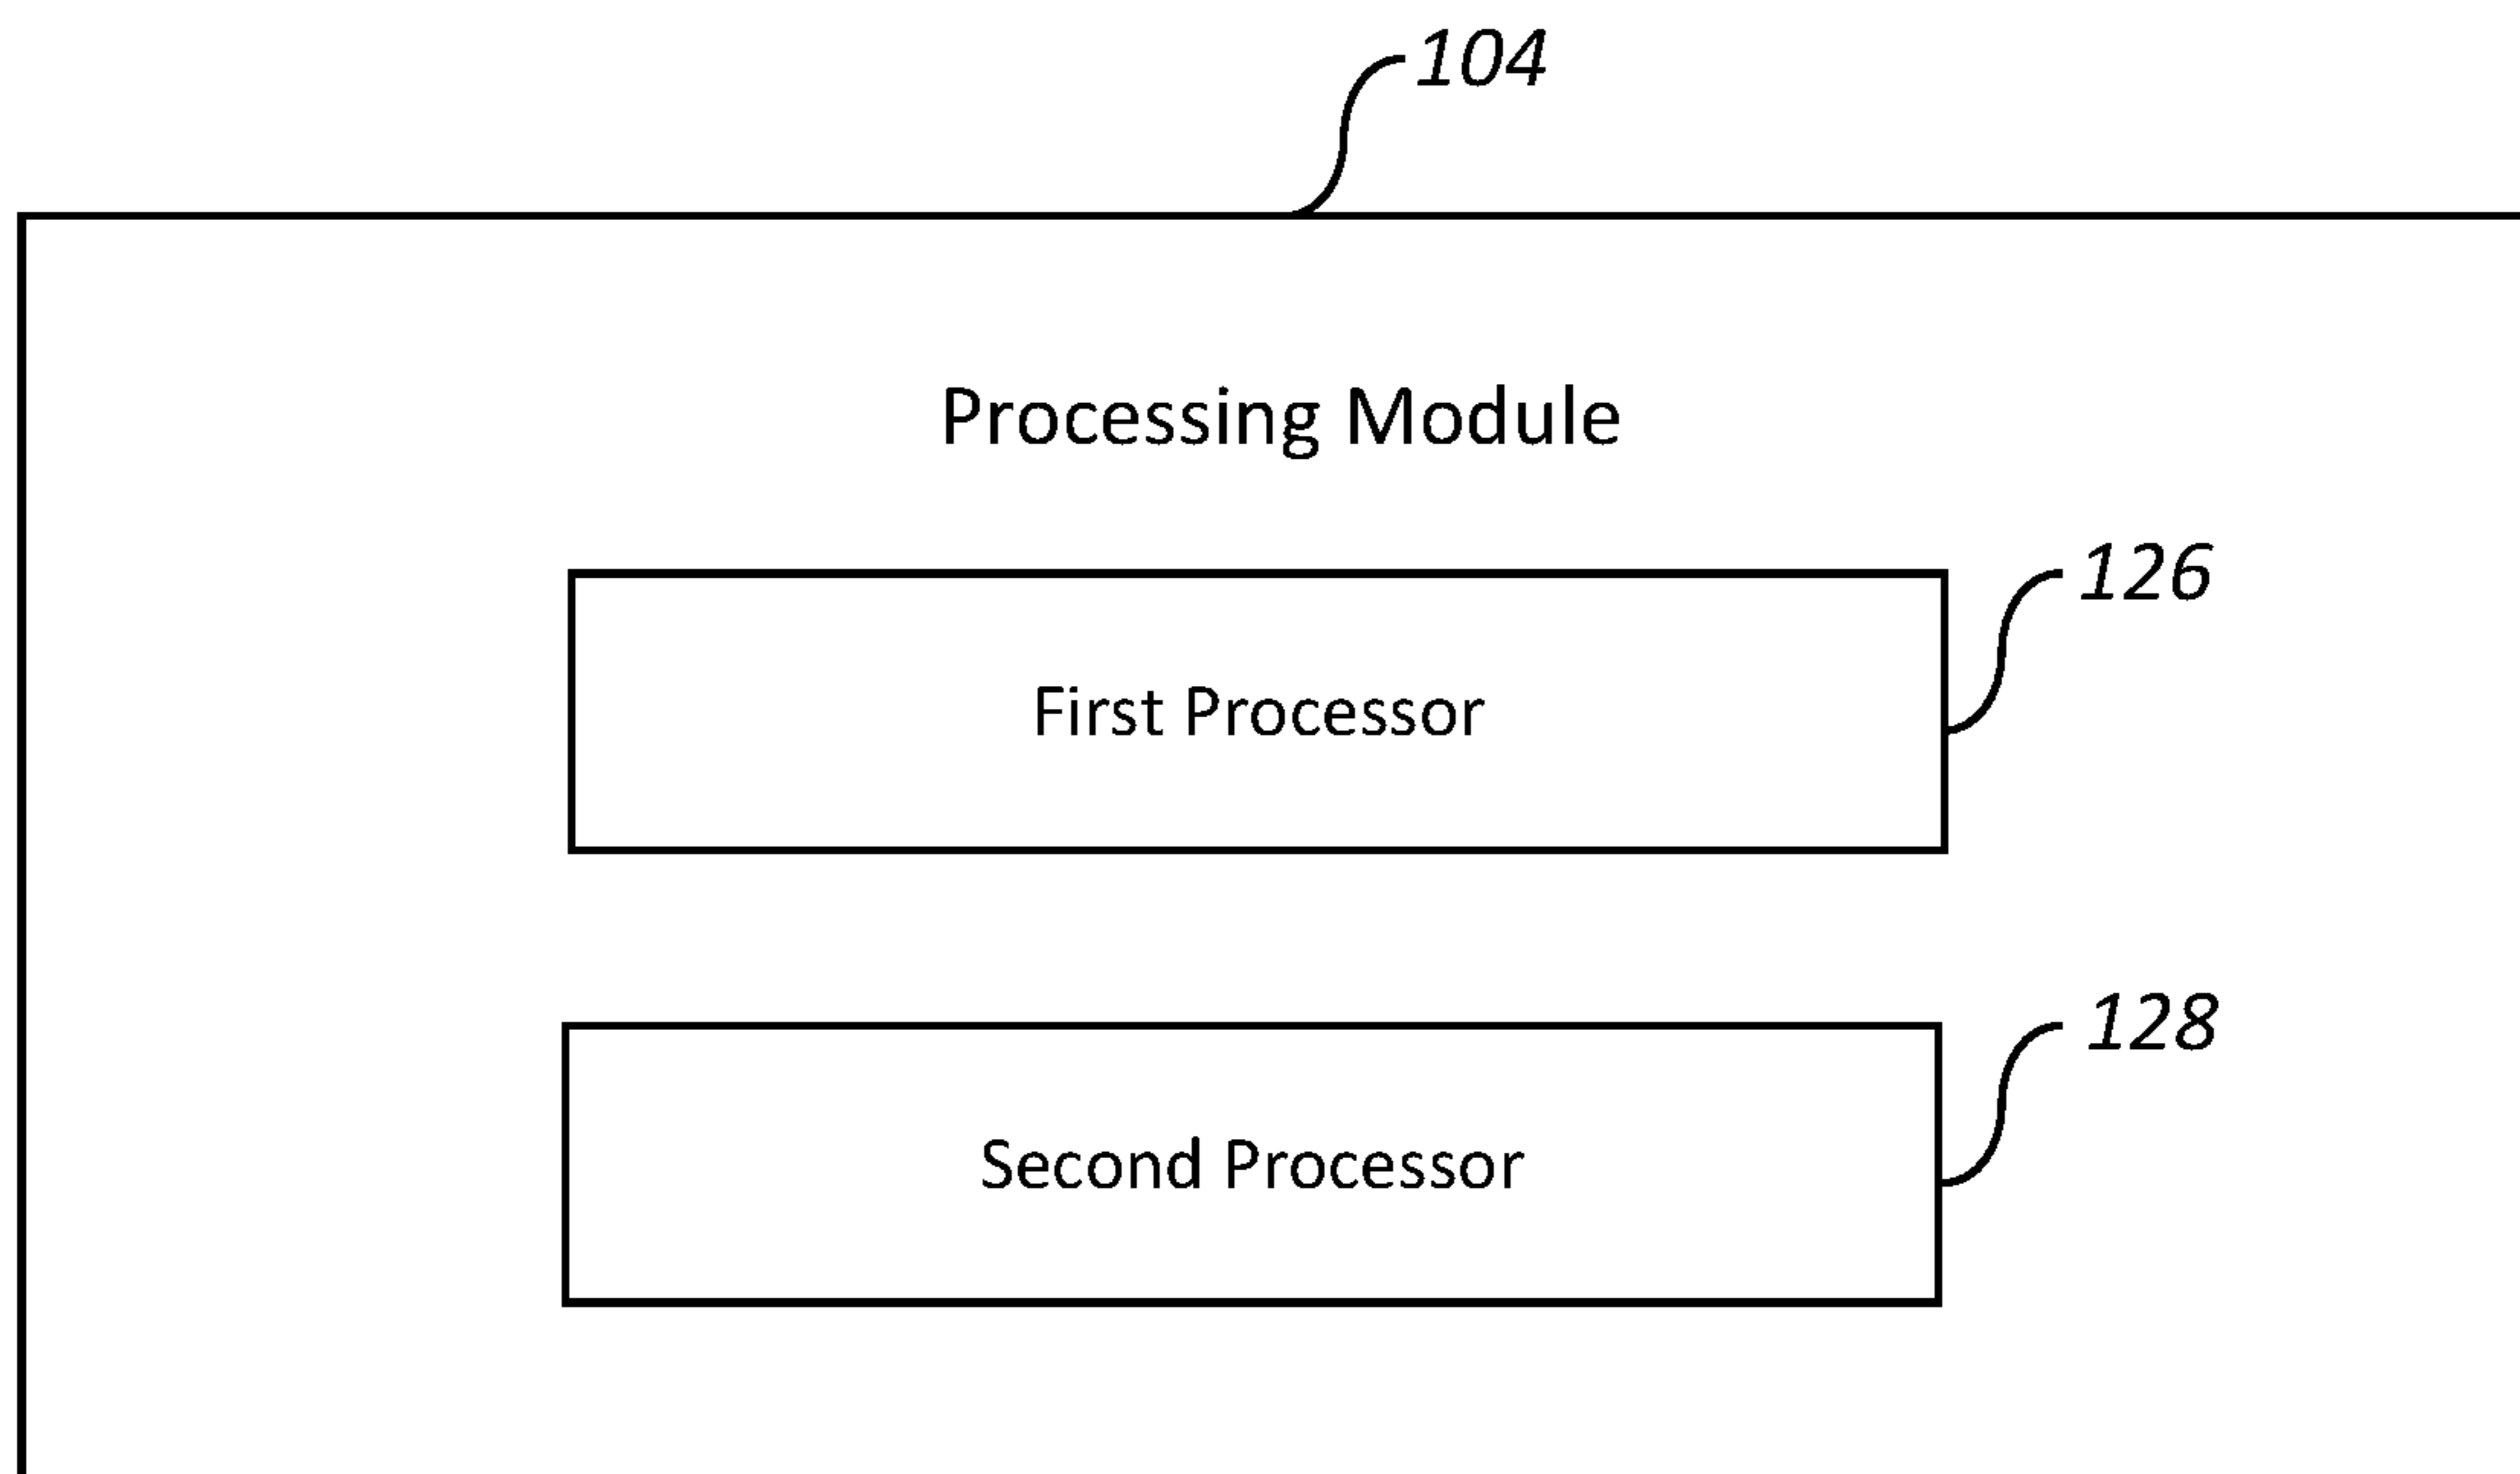 104
Processing Module
126
First Processor
128
Second Processor